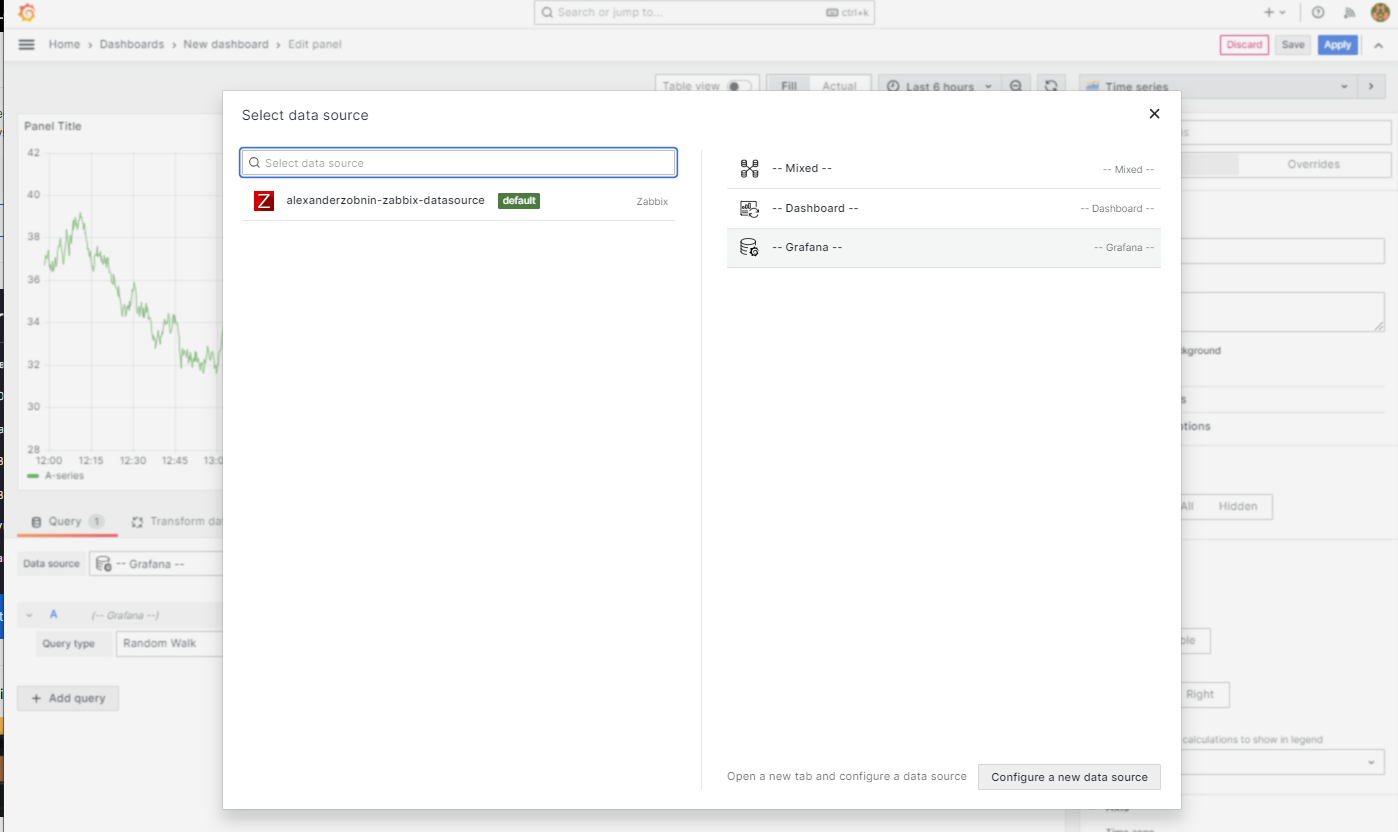 Search or jump to...
ctrl+k
Home › Dashboards › New dashboard › Edit panel
Discard
Save
Apply
Table view
Fill
Actual
Last 6 hours
Time series
Panel Title
42
40
38
36
34
32
30
28
12:00 12:15 12:30 12:45
A-series
Query 1
Transform
Data source
-- Grafana --
A
(-- Grafana --)
Query type
Random Walk
+ Add query
Select data source
Select data source
Z
alexanderzobnin-zabbix-datasource
default
Zabbix
-- Mixed --
-- Mixed --
-- Dashboard --
-- Dashboard --
-- Grafana --
-- Grafana --
Open a new tab and configure a data source
Configure a new data source
Overrides
kground
All
Hidden
Right
calculations to show in legend